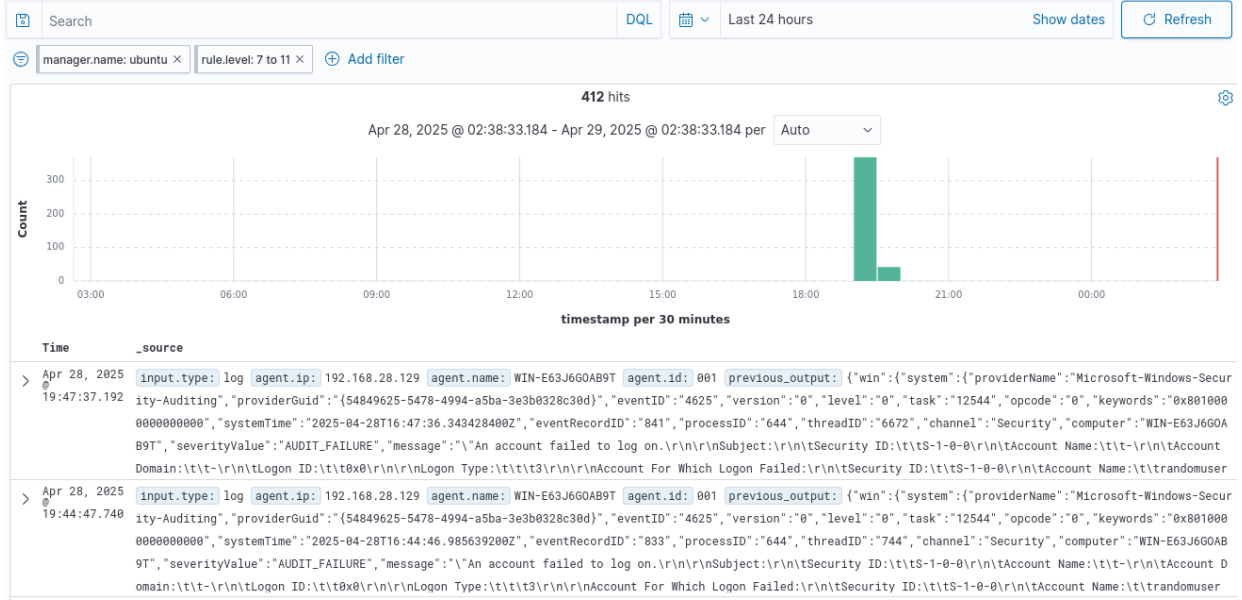 Search DQL Last 24 hours Show dates Refresh
manager.name: ubuntu × rule.level: 7 to 11 × Add filter
412 hits
Apr 28, 2025 @ 02:38:33.184 - Apr 29, 2025 @ 02:38:33.184 per Auto
Count
300
200
100
0
03:00 06:00 09:00 12:00 15:00 18:00 21:00 00:00
timestamp per 30 minutes
Time _source
Apr 28, 2025 @ 19:47:37.192
input.type: log agent.ip: 192.168.28.129 agent.name: WIN-E63J6GOAB9T agent.id: 001 previous_output: {"win":{"system":{"providerName":"Microsoft-Windows-Secur
ity-Auditing","providerGuid":"{54849625-5478-4994-a5ba-3e3b0328c30d}","eventID":"4625","version":"0","level":"0","task":"12544","opcode":"0","keywords":"0x801000
0000000000","systemTime":"2025-04-28T16:47:36.343428400Z","eventRecordID":"841","processID":"644","threadID":"6672","channel":"Security","computer":"WIN-E63J6GOA
B9T","severityValue":"AUDIT_FAILURE","message":"\"An account failed to log on.\r\n\r\nSubject:\r\n\tSecurity ID:\t\tS-1-0-0\r\n\tAccount Name:\t\t-\r\n\tAccount
Domain:\t\t-\r\n\tLogon ID:\t\t0x0\r\n\r\nLogon Type:\t\t\t3\r\n\r\nAccount For Which Logon Failed:\r\n\tSecurity ID:\t\tS-1-0-0\r\n\tAccount Name:\t\trandomuser
Apr 28, 2025 @ 19:44:47.740
input.type: log agent.ip: 192.168.28.129 agent.name: WIN-E63J6GOAB9T agent.id: 001 previous_output: {"win":{"system":{"providerName":"Microsoft-Windows-Secur
ity-Auditing","providerGuid":"{54849625-5478-4994-a5ba-3e3b0328c30d}","eventID":"4625","version":"0","level":"0","task":"12544","opcode":"0","keywords":"0x801000
0000000000","systemTime":"2025-04-28T16:44:46.985639200Z","eventRecordID":"833","processID":"644","threadID":"744","channel":"Security","computer":"WIN-E63J6GOAB
9T","severityValue":"AUDIT_FAILURE","message":"\"An account failed to log on.\r\n\r\nSubject:\r\n\tSecurity ID:\t\tS-1-0-0\r\n\tAccount Name:\t\t-\r\n\tAccount D
omain:\t\t-\r\n\tLogon ID:\t\t0x0\r\n\r\nLogon Type:\t\t\t3\r\n\r\nAccount For Which Logon Failed:\r\n\tSecurity ID:\t\tS-1-0-0\r\n\tAccount Name:\t\trandomuser